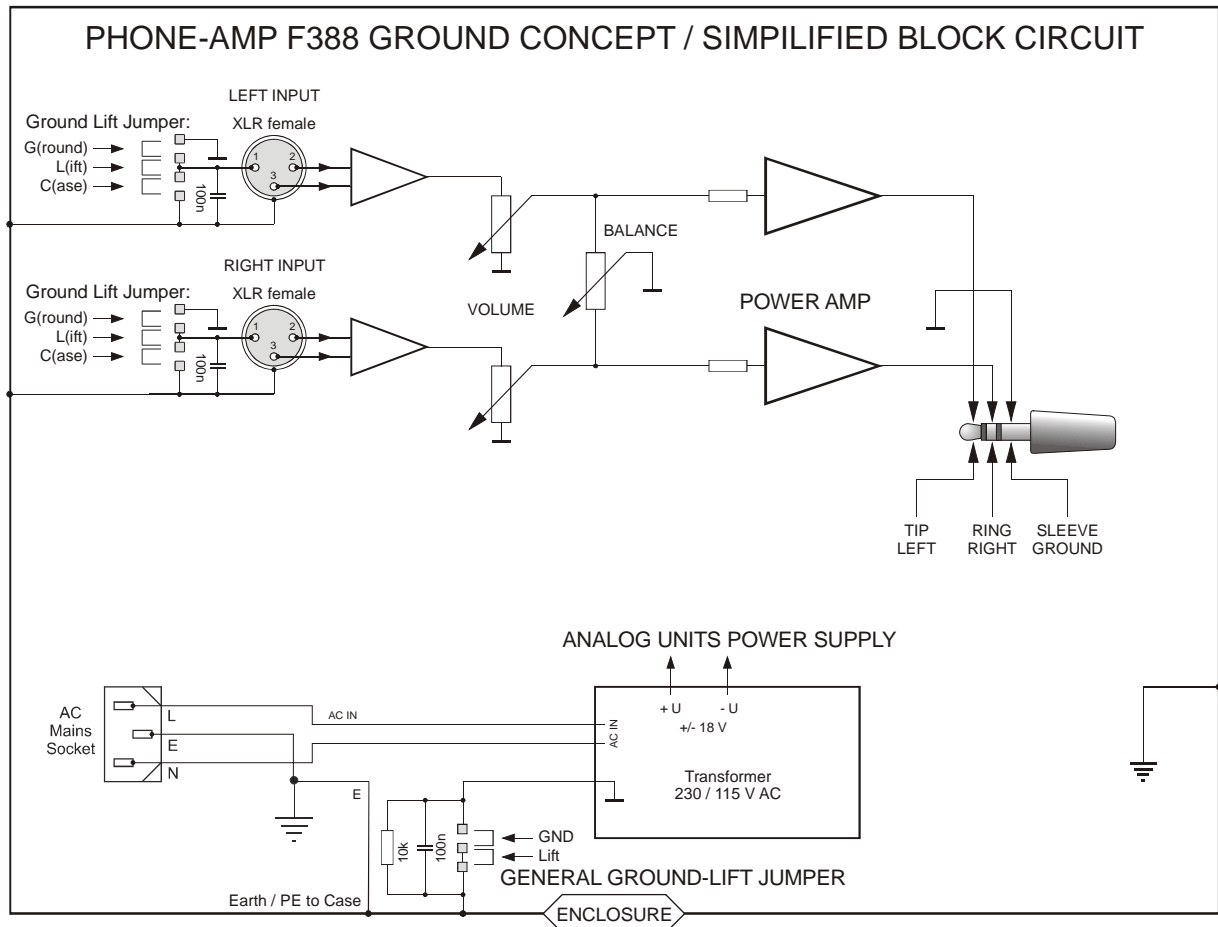 PHONE-AMP F388 GROUND CONCEPT / SIMPILIFIED BLOCK CIRCUIT
LEFT INPUT
XLR female
Ground Lift Jumper:
G(round)
L(ift)
C(ase)
100n
1
2
3
RIGHT INPUT
XLR female
Ground Lift Jumper:
G(round)
L(ift)
C(ase)
100n
1
2
3
VOLUME
BALANCE
POWER AMP
TIP
LEFT
RING
RIGHT
SLEEVE
GROUND
ANALOG UNITS POWER SUPPLY
+ U
- U
+/- 18 V
AC IN
Transformer
230 / 115 V AC
AC
Mains
Socket
L
E
N
AC IN
E
10k
100n
GND
Lift
GENERAL GROUND-LIFT JUMPER
Earth / PE to Case
ENCLOSURE